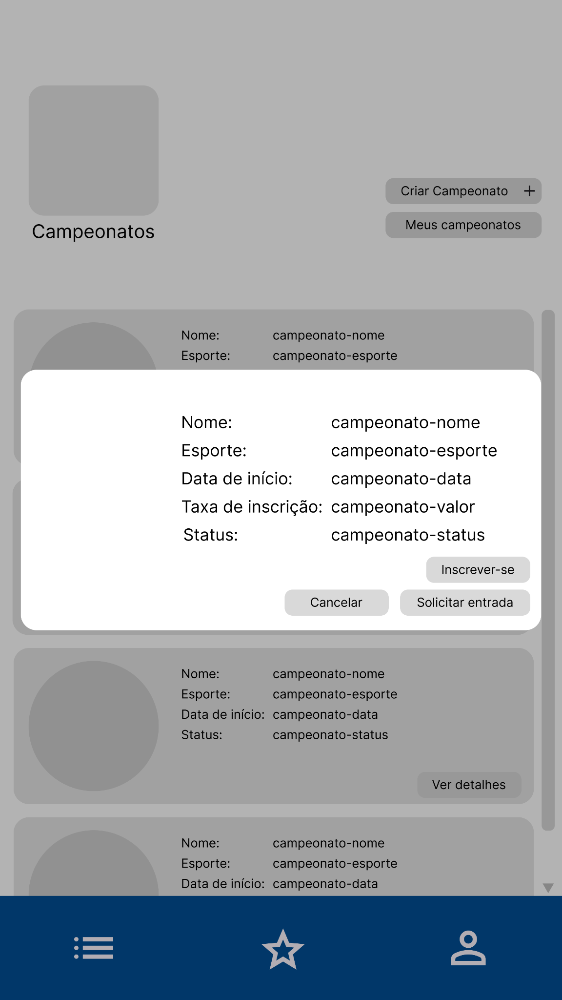 Criar Campeonato +
Meus campeonatos
Campeonatos
Nome: campeonato-nome
Esporte: campeonato-esporte
Nome: campeonato-nome
Esporte: campeonato-esporte
Data de início: campeonato-data
Taxa de inscrição: campeonato-valor
Status: campeonato-status
Inscrever-se
Cancelar Solicitar entrada
Nome: campeonato-nome
Esporte: campeonato-esporte
Data de início: campeonato-data
Status: campeonato-status
Ver detalhes
Nome: campeonato-nome
Esporte: campeonato-esporte
Data de início: campeonato-data